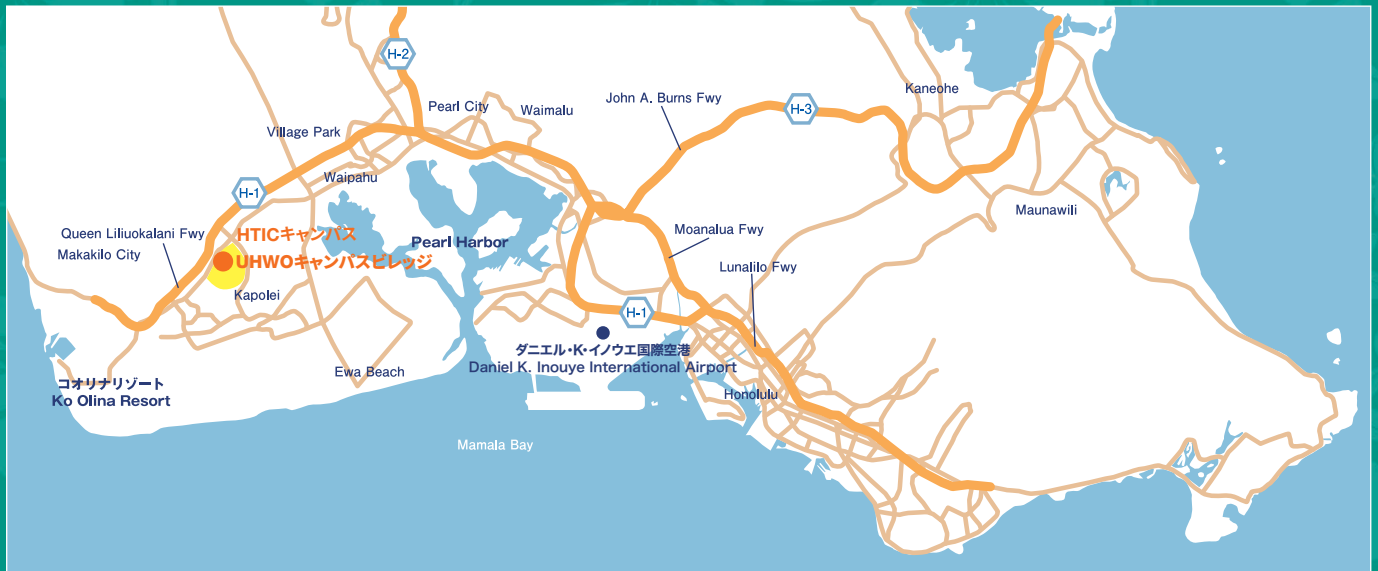 H-2
Kaneohe
John A. Burns Fwy
Pearl City
Waimalu
H-3
Village Park
Waipahu
H-1
Maunawili
Queen Liliuokalani Fwy
HTICキャンパス
Moanalua Fwy
Makakilo City
Pearl Harbor
UHWOキャンパスビレッジ
Lunalilo Fwy
Kapolei
H-1
ダニエル・K・イノウエ国際空港
Daniel K. Inouye International Airport
Ewa Beach
コオリナリゾート
Ko Olina Resort
Honolulu
Mamala Bay